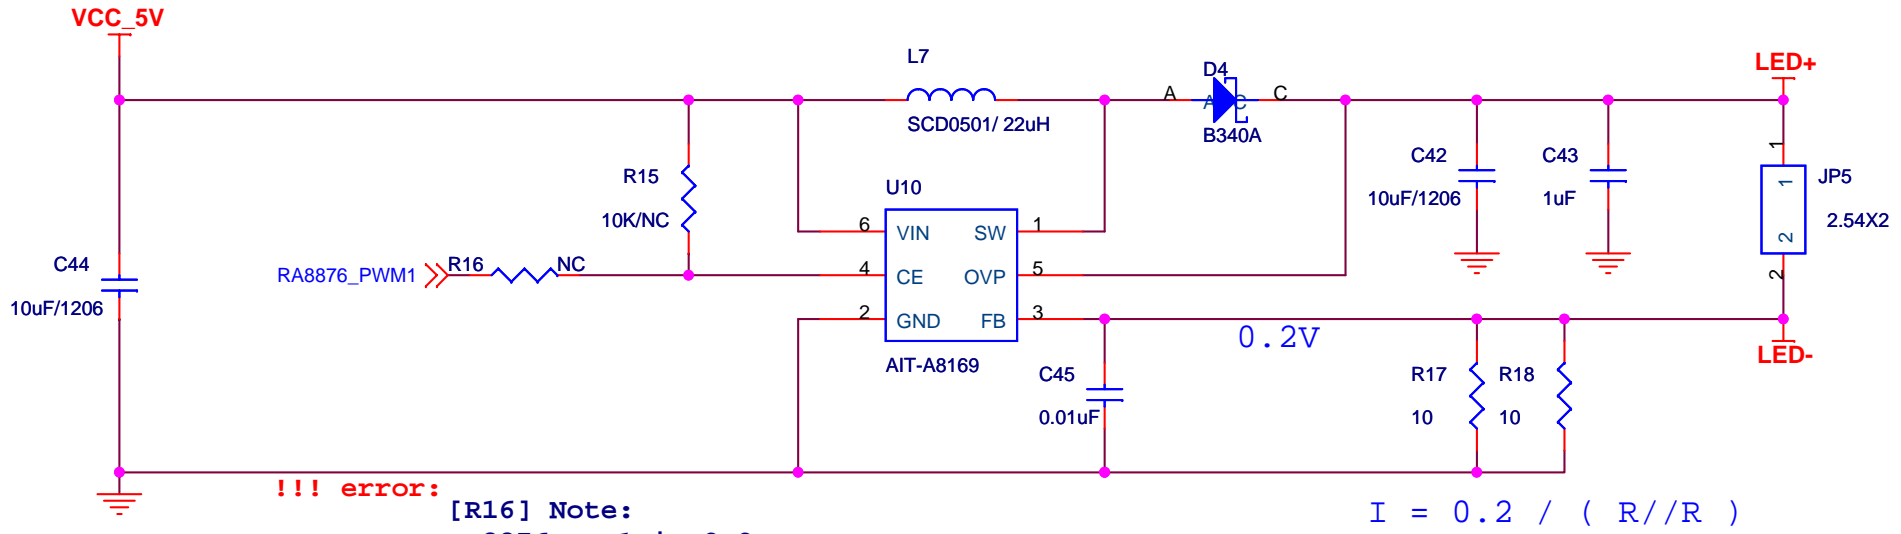 VCC_5V
L7
SCD0501/ 22uH
D4
A
A
C
C
B340A
LED+
R15
10K/NC
U10
C42
10uF/1206
C43
1uF
1
1
JP5
2.54X2
2
2
6
VIN
SW
1
C44
10uF/1206
RA8876_PWM1
R16
NC
4
CE
OVP
5
2
GND
FB
3
0.2V
LED-
AIT-A8169
C45
0.01uF
R17
10
R18
10
!!! error:
[R16] Note:
I = 0.2 / ( R//R )